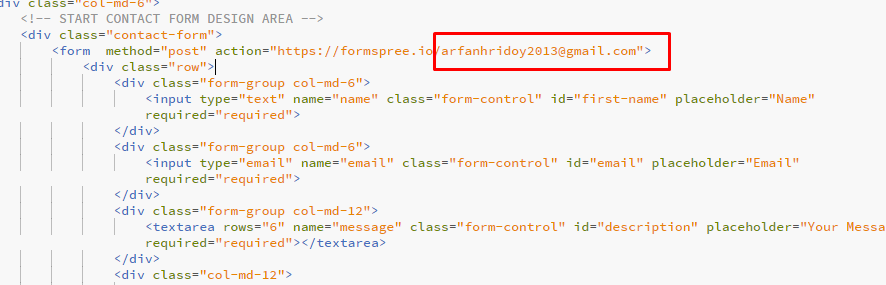 div class="col-md-6">
<!-- START CONTACT FORM DESIGN AREA -->
<div class="contact-form">
<form  method="post" action="https://formspree.io/arfanhridoy2013@gmail.com">
<div class="row">
<div class="form-group col-md-6">
<input type="text" name="name" class="form-control" id="first-name" placeholder="Name"
required="required">
</div>
<div class="form-group col-md-6">
<input type="email" name="email" class="form-control" id="email" placeholder="Email"
required="required">
</div>
<div class="form-group col-md-12">
<textarea rows="6" name="message" class="form-control" id="description" placeholder="Your Messa
required="required"></textarea>
</div>
<div class="col-md-12">